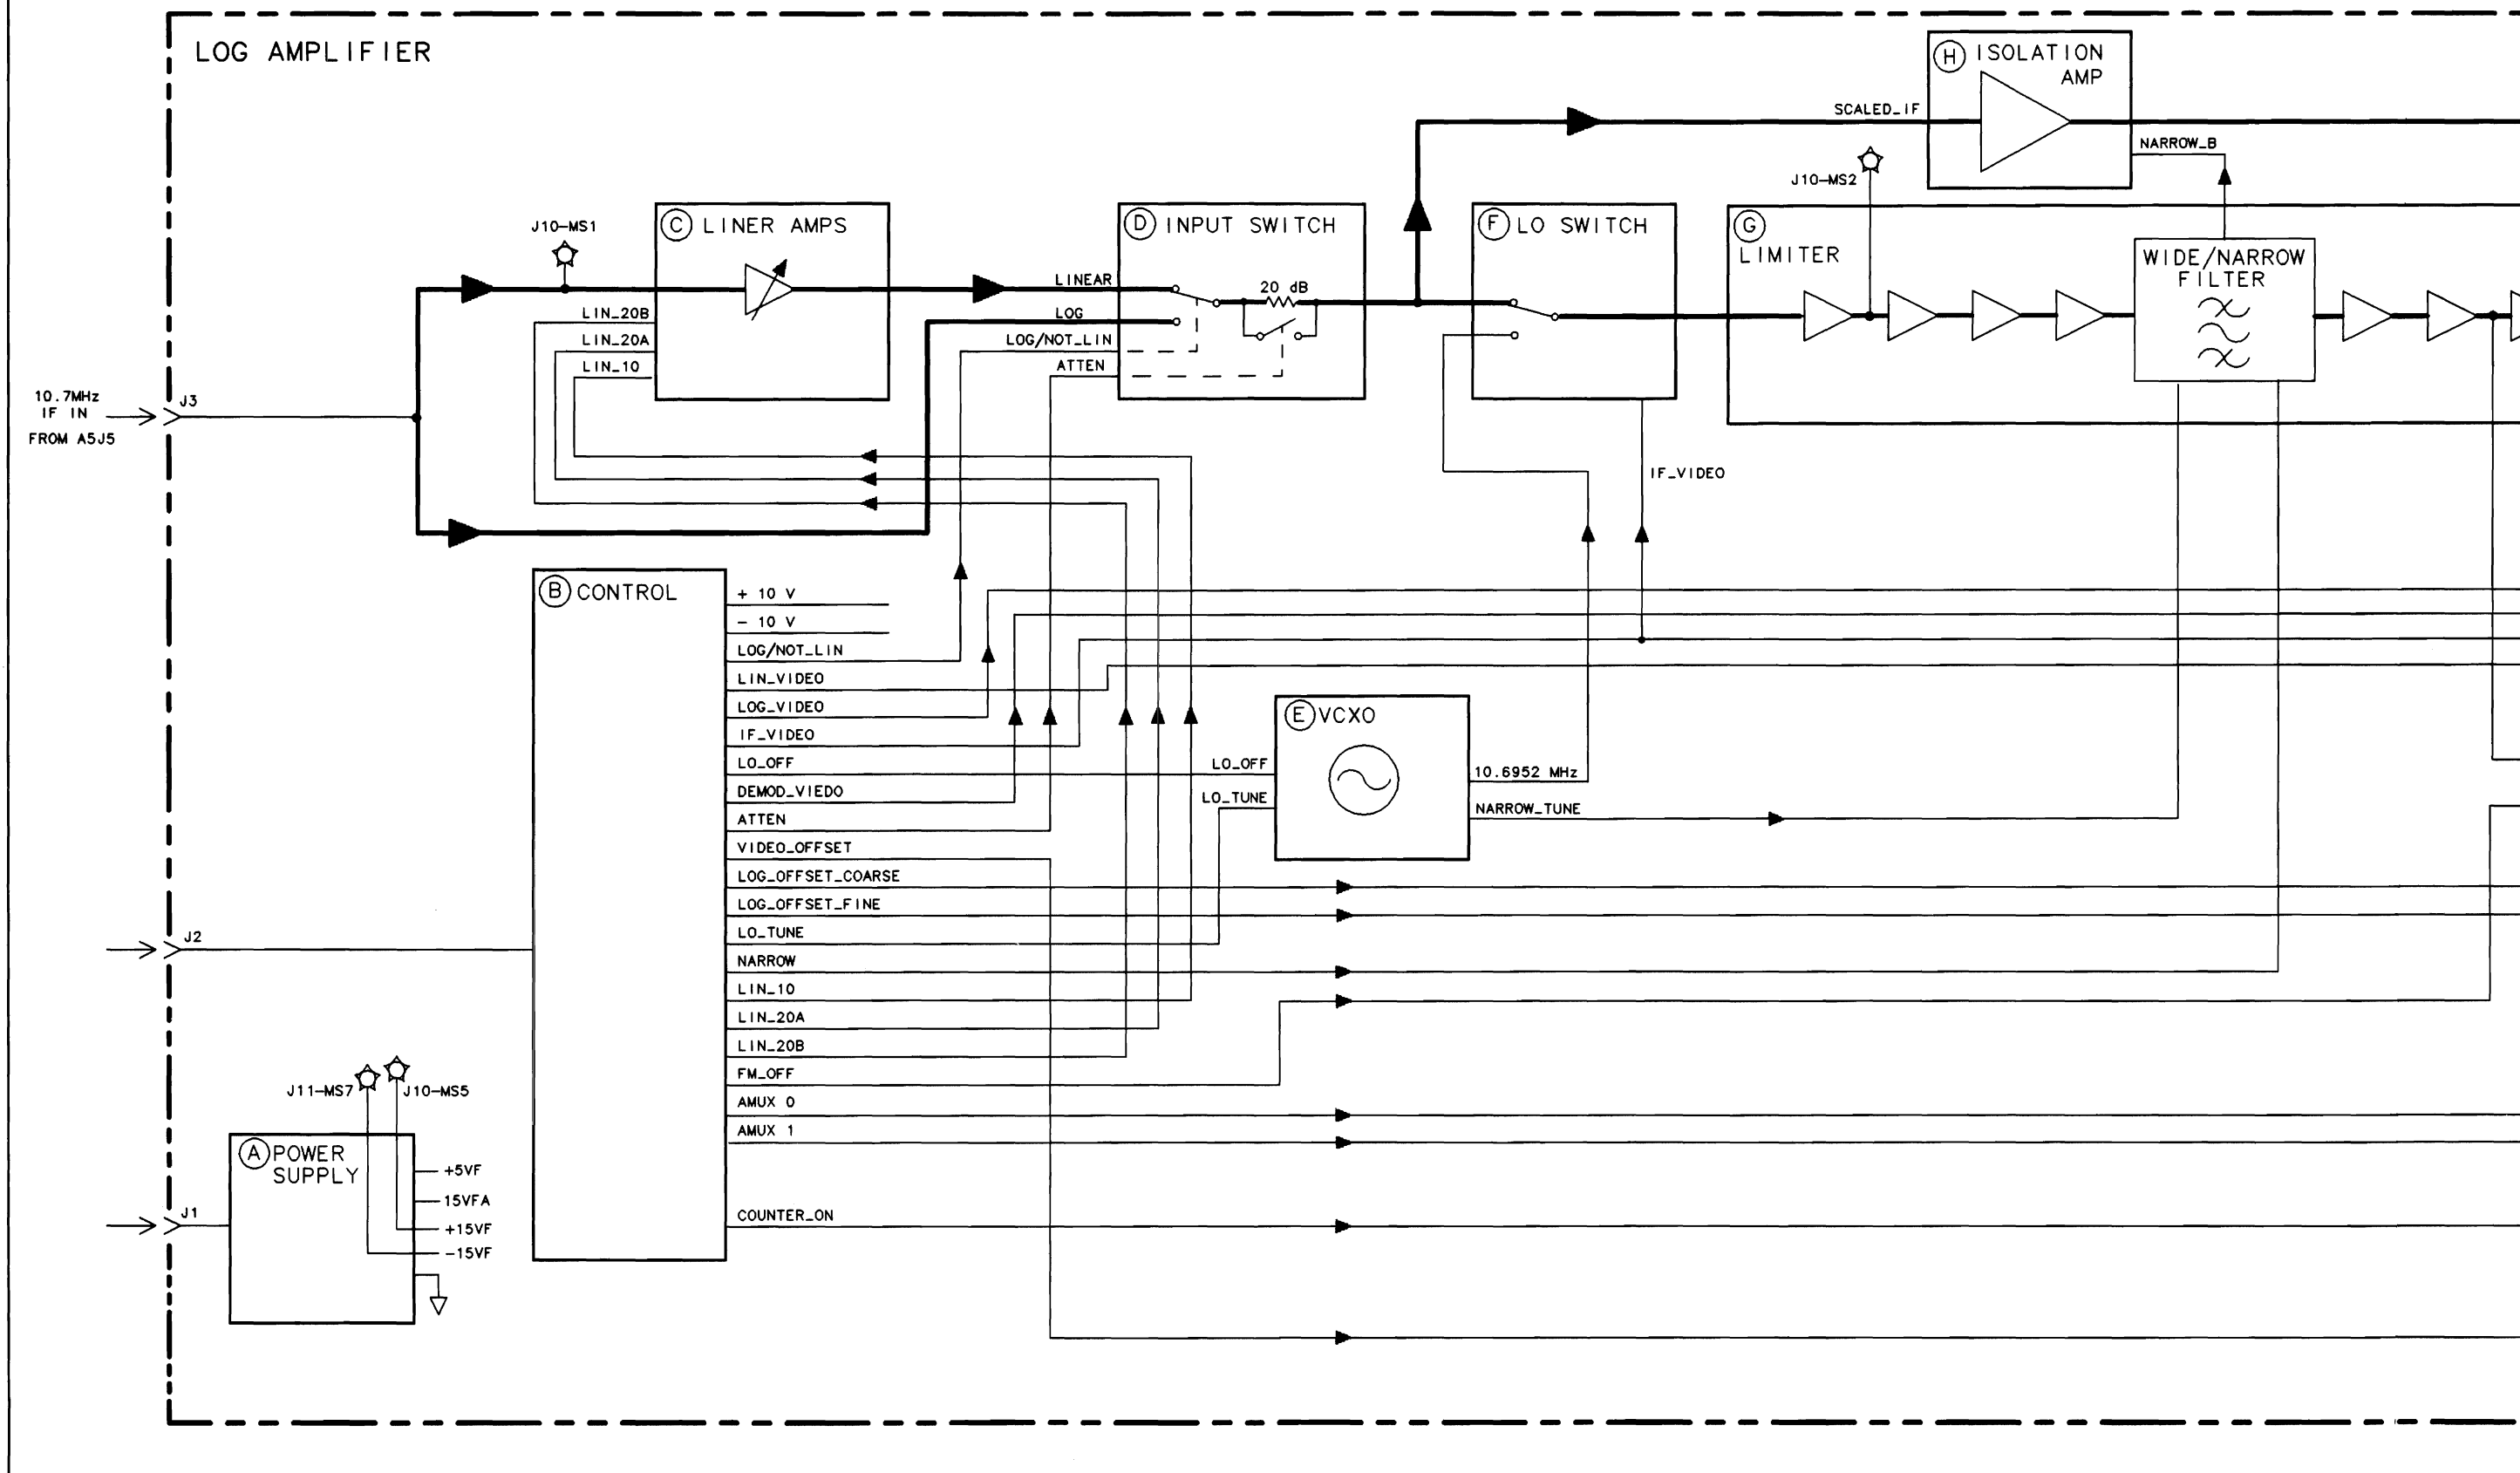 LOG AMPLIFIER
H
ISOLATION
AMP
SCALED_IF
NARROW_B
J10-MS2
J10-MS1
C
LINER AMPS
D
INPUT SWITCH
F
LO SWITCH
G
LIMITER
WIDE/NARROW
FILTER
LINEAR
20 dB
LIN_20B
LOG
LIN_20A
LOG/NOT_LIN
LIN_10
ATTEN
10.7MHz
IF IN
FROM A5J5
J3
IF_VIDEO
B
CONTROL
+ 10 V
- 10 V
LOG/NOT_LIN
LIN_VIDEO
LOG_VIDEO
IF_VIDEO
LO_OFF
DEMOD_VIEDO
ATTEN
VIDEO_OFFSET
LOG_OFFSET_COARSE
LOG_OFFSET_FINE
LO_TUNE
NARROW
LIN_10
LIN_20A
LIN_20B
FM_OFF
AMUX 0
AMUX 1
COUNTER_ON
E
VCXO
LO_OFF
LO_TUNE
10.6952 MHz
NARROW_TUNE
J2
J11-MS7
J10-MS5
A
POWER
SUPPLY
+5VF
15VFA
+15VF
-15VF
J1